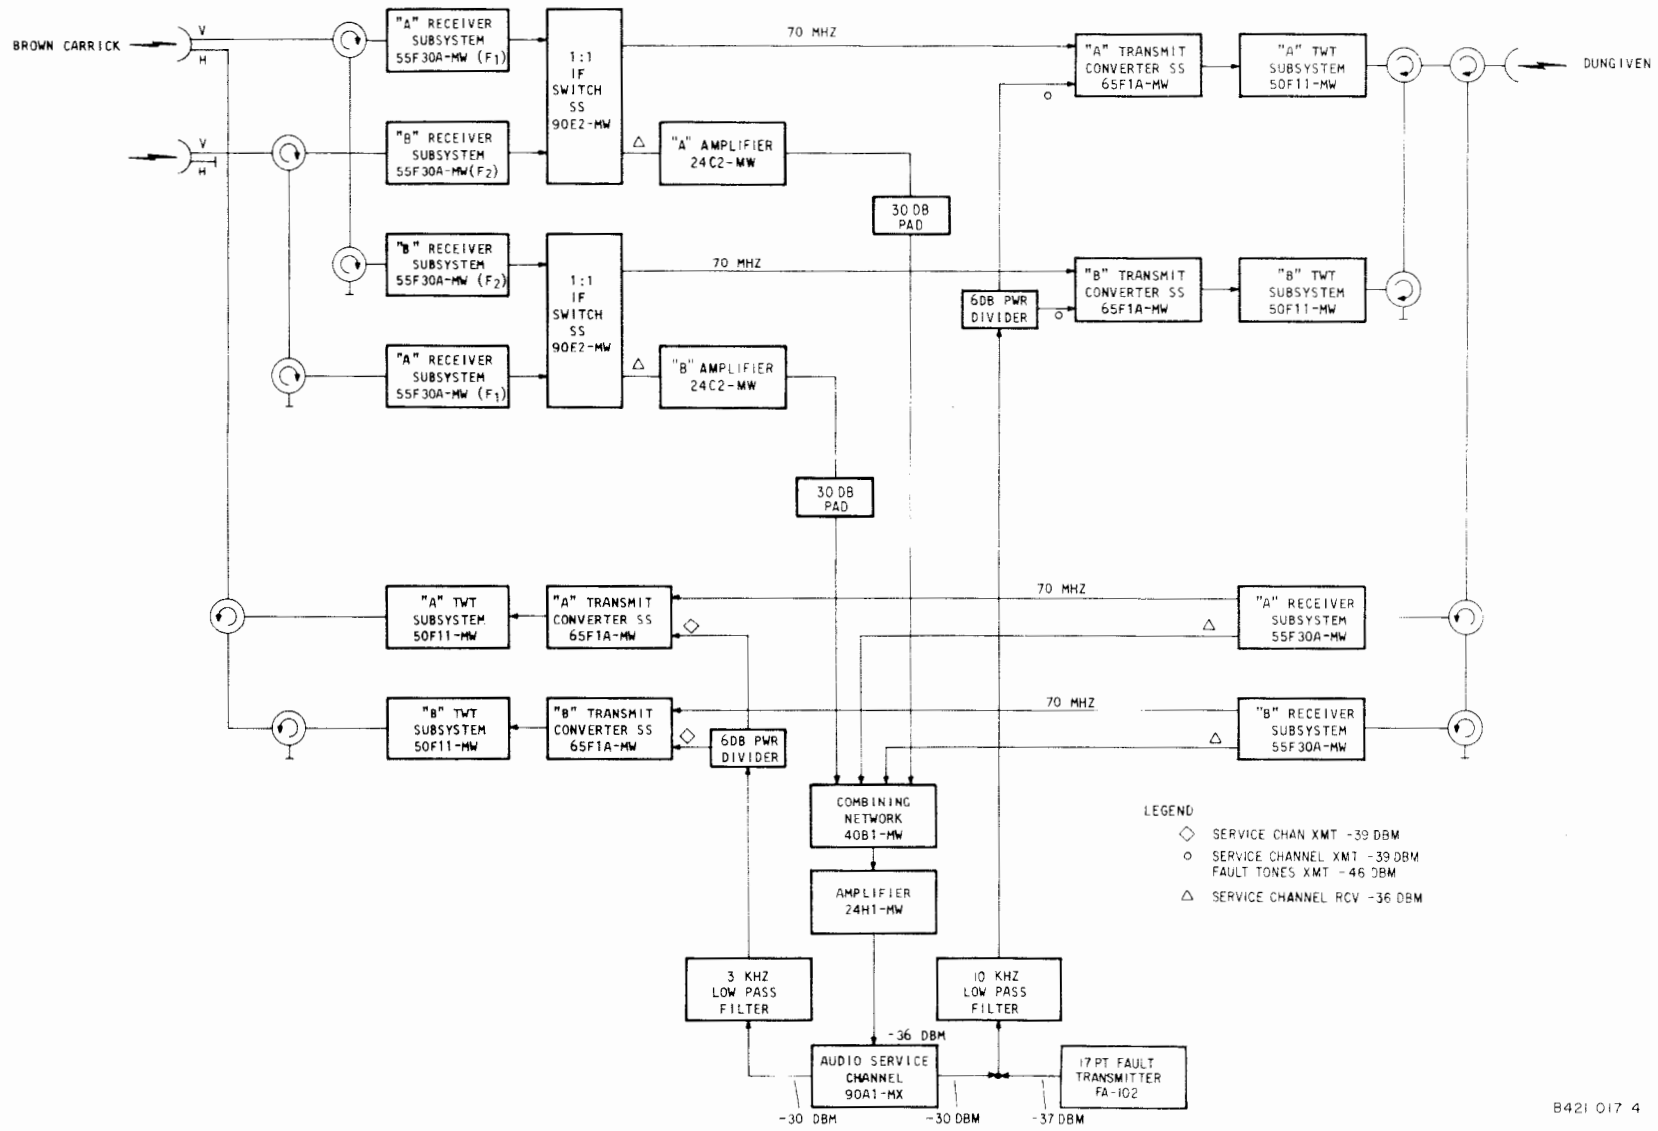 BROWN CARRICK
V
H
"A" RECEIVER
SUBSYSTEM
55F30A-MW (F1)
1:1
IF
SWITCH
SS
90E2-MW
70 MHZ
"A" TRANSMIT
CONVERTER SS
65F1A-MW
"A" TWT
SUBSYSTEM
50F11-MW
DUNGIVEN
V
H
"B" RECEIVER
SUBSYSTEM
55F30A-MW(F2)
"A" AMPLIFIER
24C2-MW
30 DB
PAD
"B" RECEIVER
SUBSYSTEM
55F30A-MW (F2)
1:1
IF
SWITCH
SS
90E2-MW
70 MHZ
6DB PWR
DIVIDER
"B" TRANSMIT
CONVERTER SS
65F1A-MW
"B" TWT
SUBSYSTEM
50F11-MW
"A" RECEIVER
SUBSYSTEM
55F30A-MW (F1)
"B" AMPLIFIER
24C2-MW
30 DB
PAD
"A" TWT
SUBSYSTEM
50F11-MW
"A" TRANSMIT
CONVERTER SS
65F1A-MW
70 MHZ
"A" RECEIVER
SUBSYSTEM
55F30A-MW
"B" TWT
SUBSYSTEM
50F11-MW
"B" TRANSMIT
CONVERTER SS
65F1A-MW
6DB PWR
DIVIDER
70 MHZ
"B" RECEIVER
SUBSYSTEM
55F30A-MW
COMBINING
NETWORK
40B1-MW
AMPLIFIER
24H1-MW
LEGEND
SERVICE CHAN XMT -39 DBM
SERVICE CHANNEL XMT -39 DBM
FAULT TONES XMT -46 DBM
SERVICE CHANNEL RCV -36 DBM
3 KHZ
LOW PASS
FILTER
10 KHZ
LOW PASS
FILTER
-36 DBM
AUDIO SERVICE
CHANNEL
90A1-MX
17 PT FAULT
TRANSMITTER
FA-102
-30 DBM
-30 DBM
-37 DBM
B421 017 4